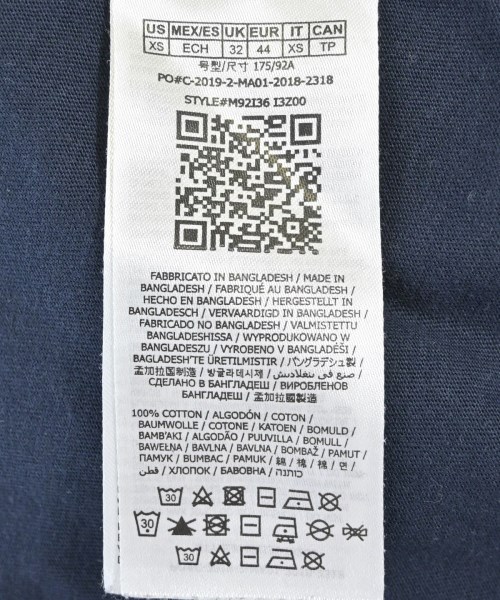 US MEX/ES UK EUR IT CAN
XS ECH 32 44 XS TP
号型/尺寸 175/92A
PO#C-2019-2-MA01-2018-2318
STYLE#M92I36 I3Z00
FABBRICATO IN BANGLADESH / MADE IN
BANGLADESH / FABRIQUÉ AU BANGLADESH /
HECHO EN BANGLADESH / HERGESTELLT IN
BANGLADESCH / VERVAARDIGD IN BANGLADESH /
FABRICADO NO BANGLADESH / VALMISTETTU
BANGLADESHISSA / WYPRODUKOWANO W
BANGLADESZU / VYROBENO V BANGLADÉŠI /
BAGLADESH'TE ÜRETILMISTIR / バングラデシュ製 /
孟加拉国制造 / 방글라데시제 / صنع في بنغلاديش /
СДЕЛАНО В БАНГЛАДЕШ / ВИРОБЛЕНОВ
БАНГЛАДЕШ / 孟加拉國製造
100% COTTON / ALGODÓN / COTON /
BAUMWOLLE / COTONE / KATOEN / BOMULD /
BAMB'AKI / ALGODÃO / PUUVILLA / BOMULL /
BAWEŁNA / BAVLNA / BAVLNA / BOMBAŽ / PAMUT /
ПАМУК / BUMBAC / PAMUK / 綿 / 棉 / 棉 / 면 /
قطن / ХЛОПОК / БАВОВНА / כותנה
30
30
30